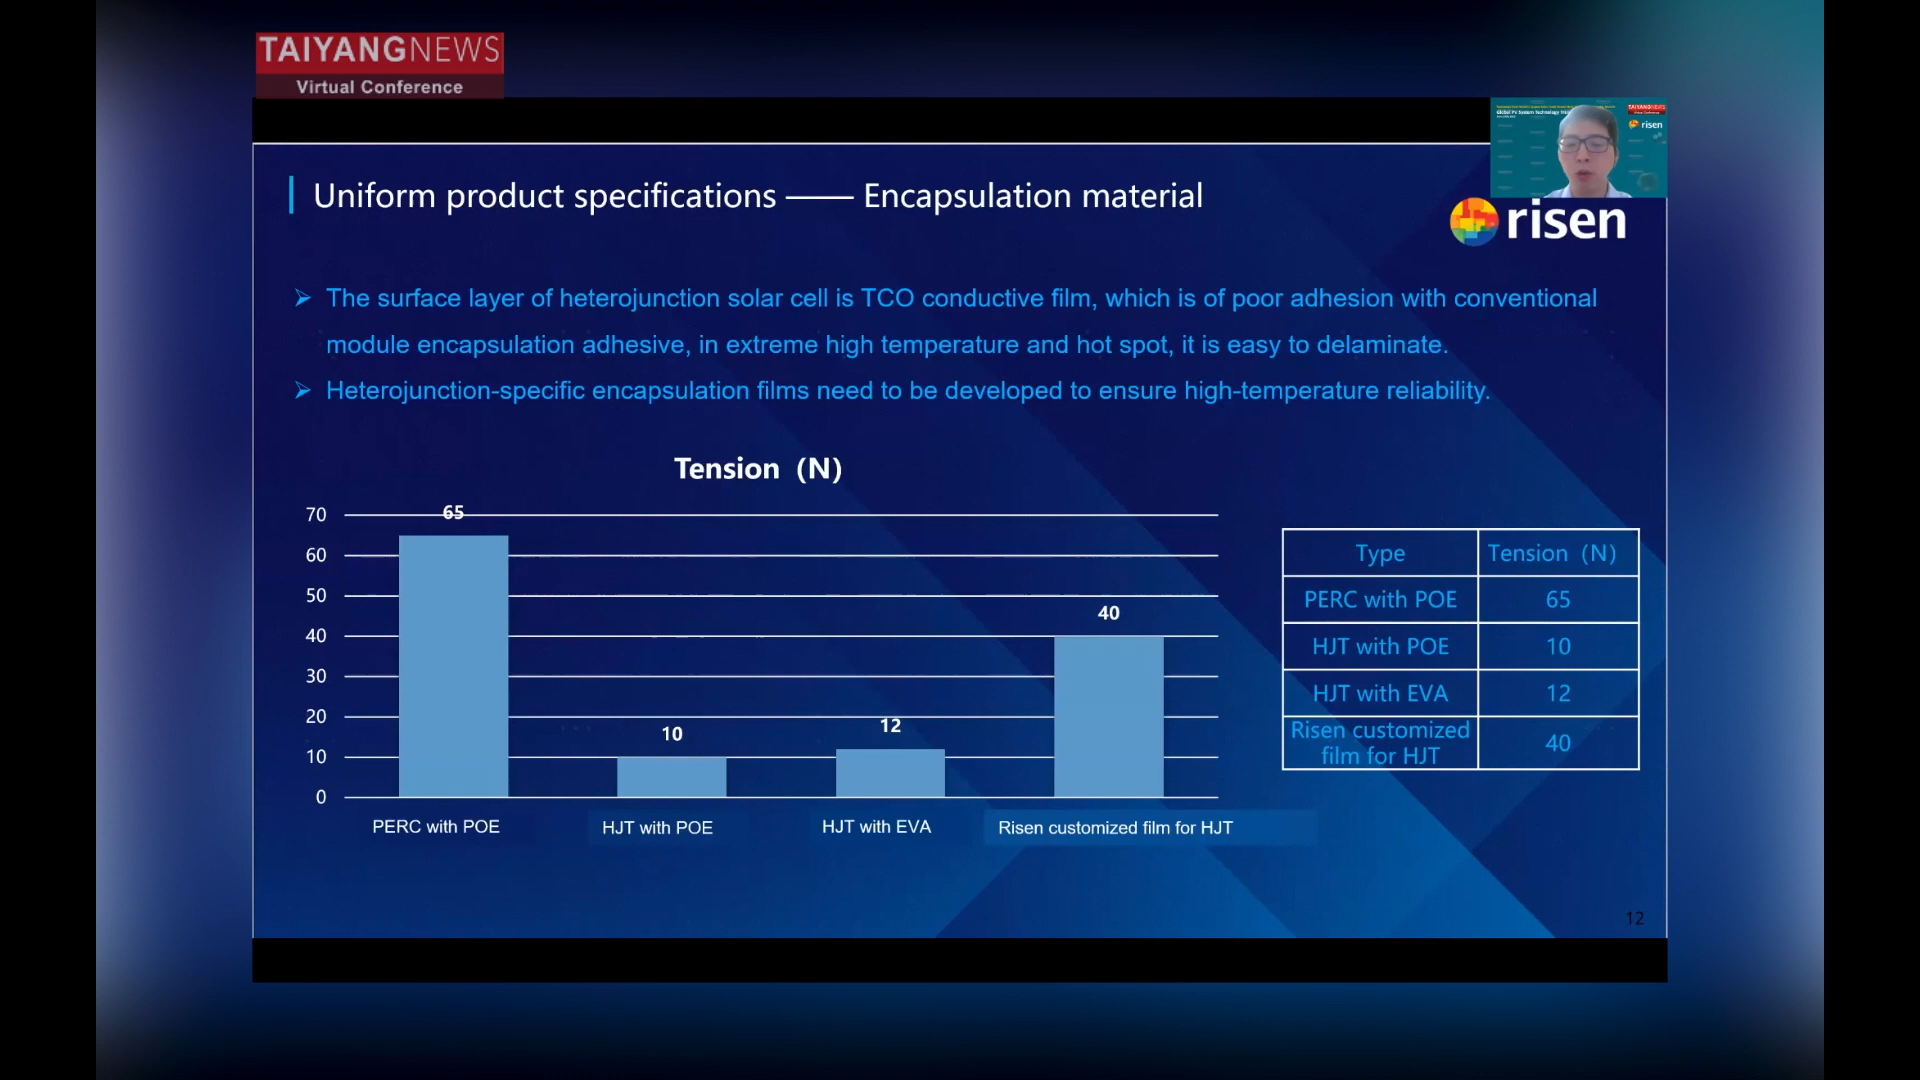 TAIYANGNEWS
Virtual Conference
TAIYANGNEWS
risen
Uniform product specifications —— Encapsulation material
risen
➢ The surface layer of heterojunction solar cell is TCO conductive film, which is of poor adhesion with conventional
module encapsulation adhesive, in extreme high temperature and hot spot, it is easy to delaminate.
➢ Heterojunction-specific encapsulation films need to be developed to ensure high-temperature reliability.
Tension (N)
70
60
50
40
30
20
10
0
65
10
12
40
PERC with POE
HJT with POE
HJT with EVA
Risen customized film for HJT
Type Tension (N)
PERC with POE 65
HJT with POE 10
HJT with EVA 12
Risen customized
film for HJT 40
12